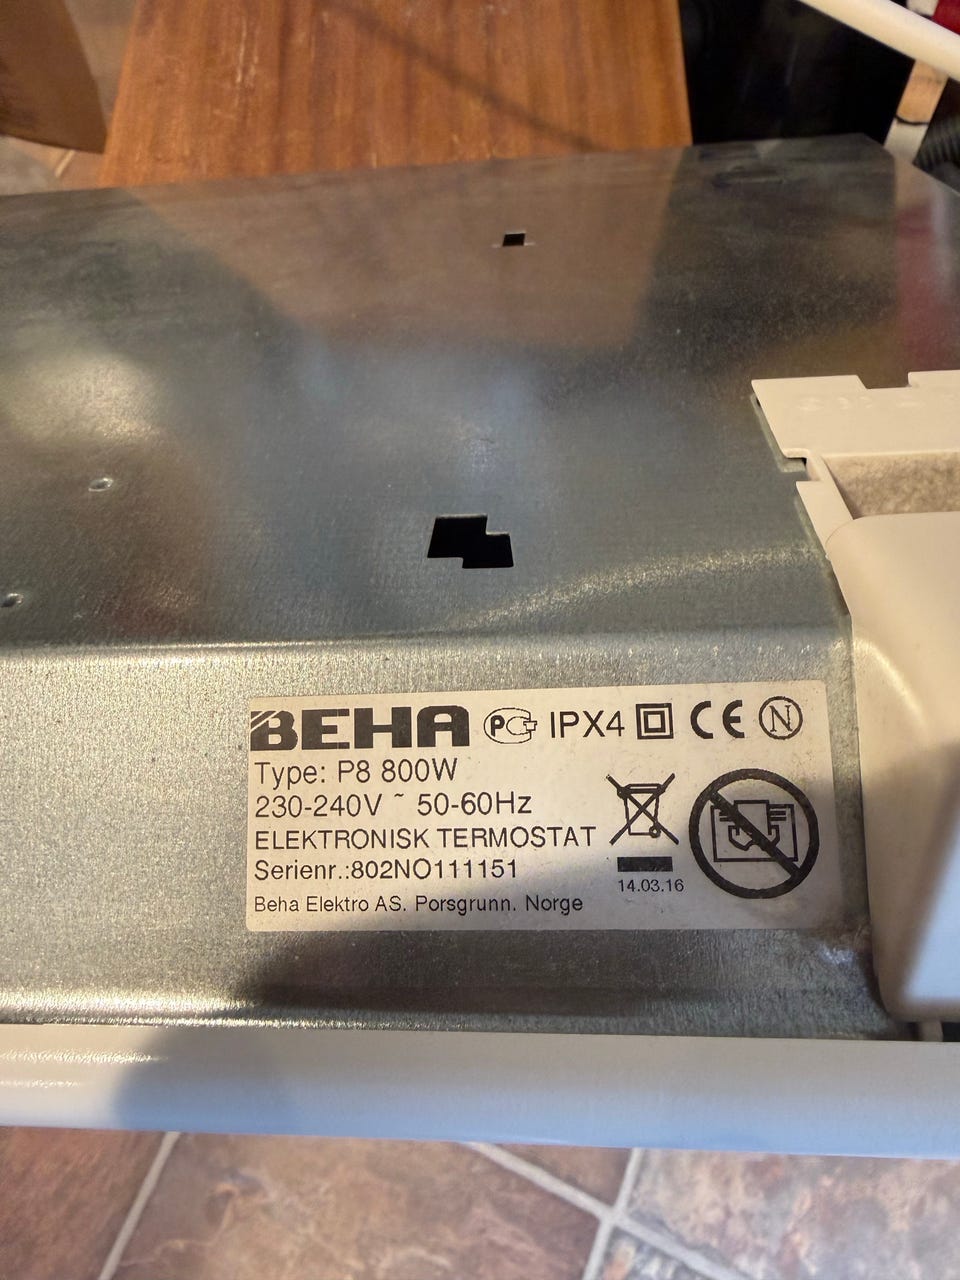 BEHA PG IPX4 CE N
Type: P8 800W
230-240V ~ 50-60Hz
ELEKTRONISK TERMOSTAT
Serienr.:802NO111151
14.03.16
Beha Elektro AS. Porsgrunn. Norge